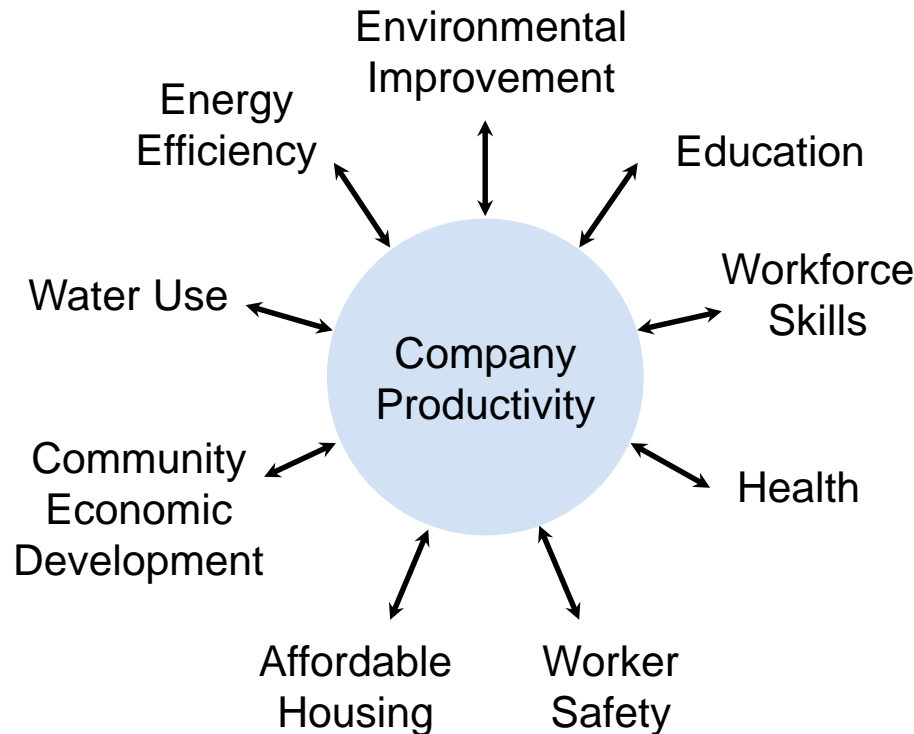 Environmental
Improvement
Energy
Efficiency
Education
Workforce
Skills
Water Use
Company
Productivity
Community
Economic
Development
Health
Affordable
Housing
Worker
Safety